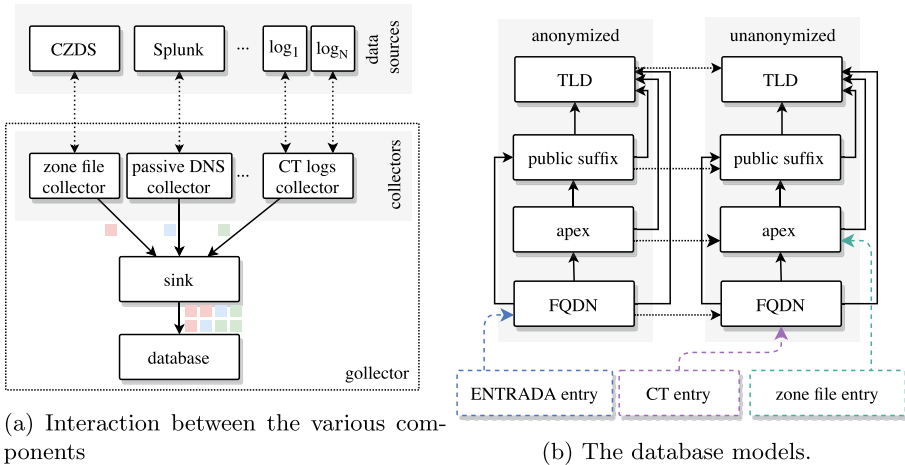 CZDS
Splunk
...
log1
logN
data
sources
zone file
collector
passive DNS
collector
...
CT logs
collector
collectors
sink
database
gollector
(a) Interaction between the various com-
ponents
anonymized
unanonymized
TLD
TLD
public suffix
public suffix
apex
apex
FQDN
FQDN
ENTRADA entry
CT entry
zone file entry
(b) The database models.